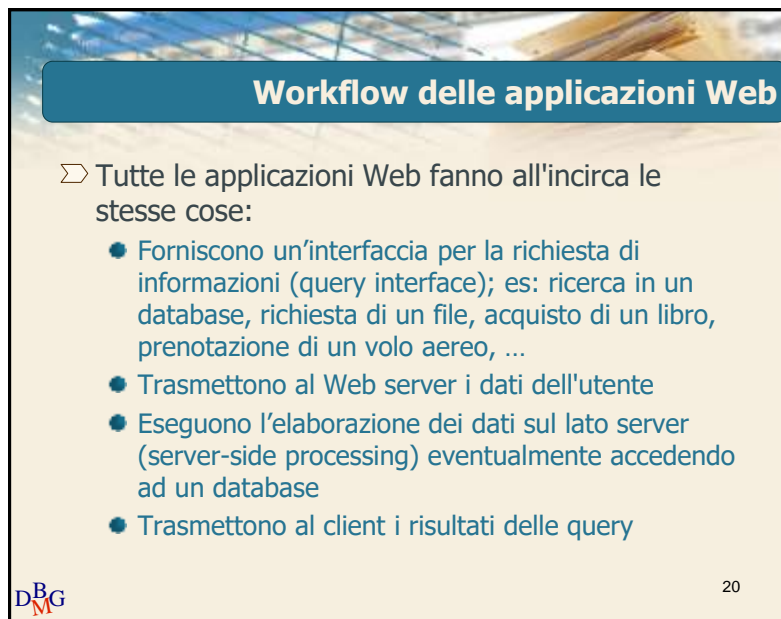 Workflow delle applicazioni Web
Tutte le applicazioni Web fanno all'incirca le
stesse cose:
Forniscono un’interfaccia per la richiesta di
informazioni (query interface); es: ricerca in un
database, richiesta di un file, acquisto di un libro,
prenotazione di un volo aereo, …
Trasmettono al Web server i dati dell'utente
Eseguono l’elaborazione dei dati sul lato server
(server-side processing) eventualmente accedendo
ad un database
Trasmettono al client i risultati delle query
DBMG
20